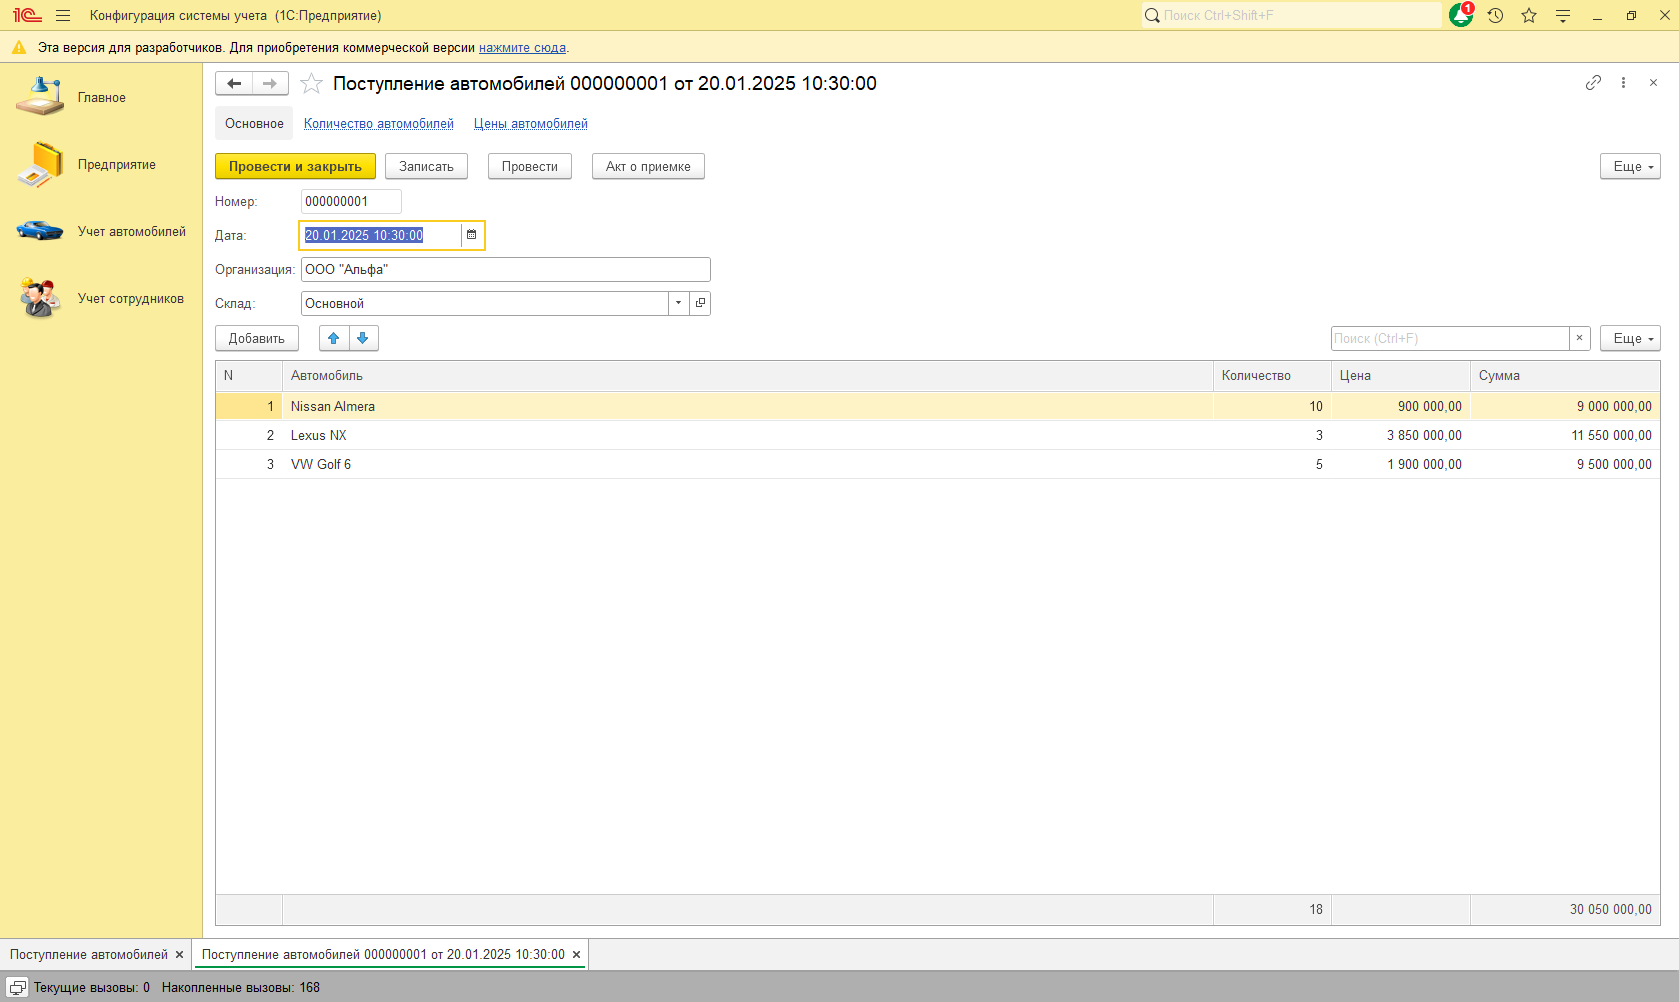 1С Конфигурация системы учета (1С:Предприятие) Поиск Ctrl+Shift+F 1
Эта версия для разработчиков. Для приобретения коммерческой версии нажмите сюда.
Главное
Предприятие
Учет автомобилей
Учет сотрудников
Поступление автомобилей 000000001 от 20.01.2025 10:30:00
Основное Количество автомобилей Цены автомобилей
Провести и закрыть Записать Провести Акт о приемке Еще
Номер: 000000001
Дата: 20.01.2025 10:30:00
Организация: ООО "Альфа"
Склад: Основной
Добавить Поиск (Ctrl+F) × Еще
N Автомобиль Количество Цена Сумма
1 Nissan Almera 10 900 000,00 9 000 000,00
2 Lexus NX 3 3 850 000,00 11 550 000,00
3 VW Golf 6 5 1 900 000,00 9 500 000,00
18 30 050 000,00
Поступление автомобилей × Поступление автомобилей 000000001 от 20.01.2025 10:30:00 ×
Текущие вызовы: 0 Накопленные вызовы: 168